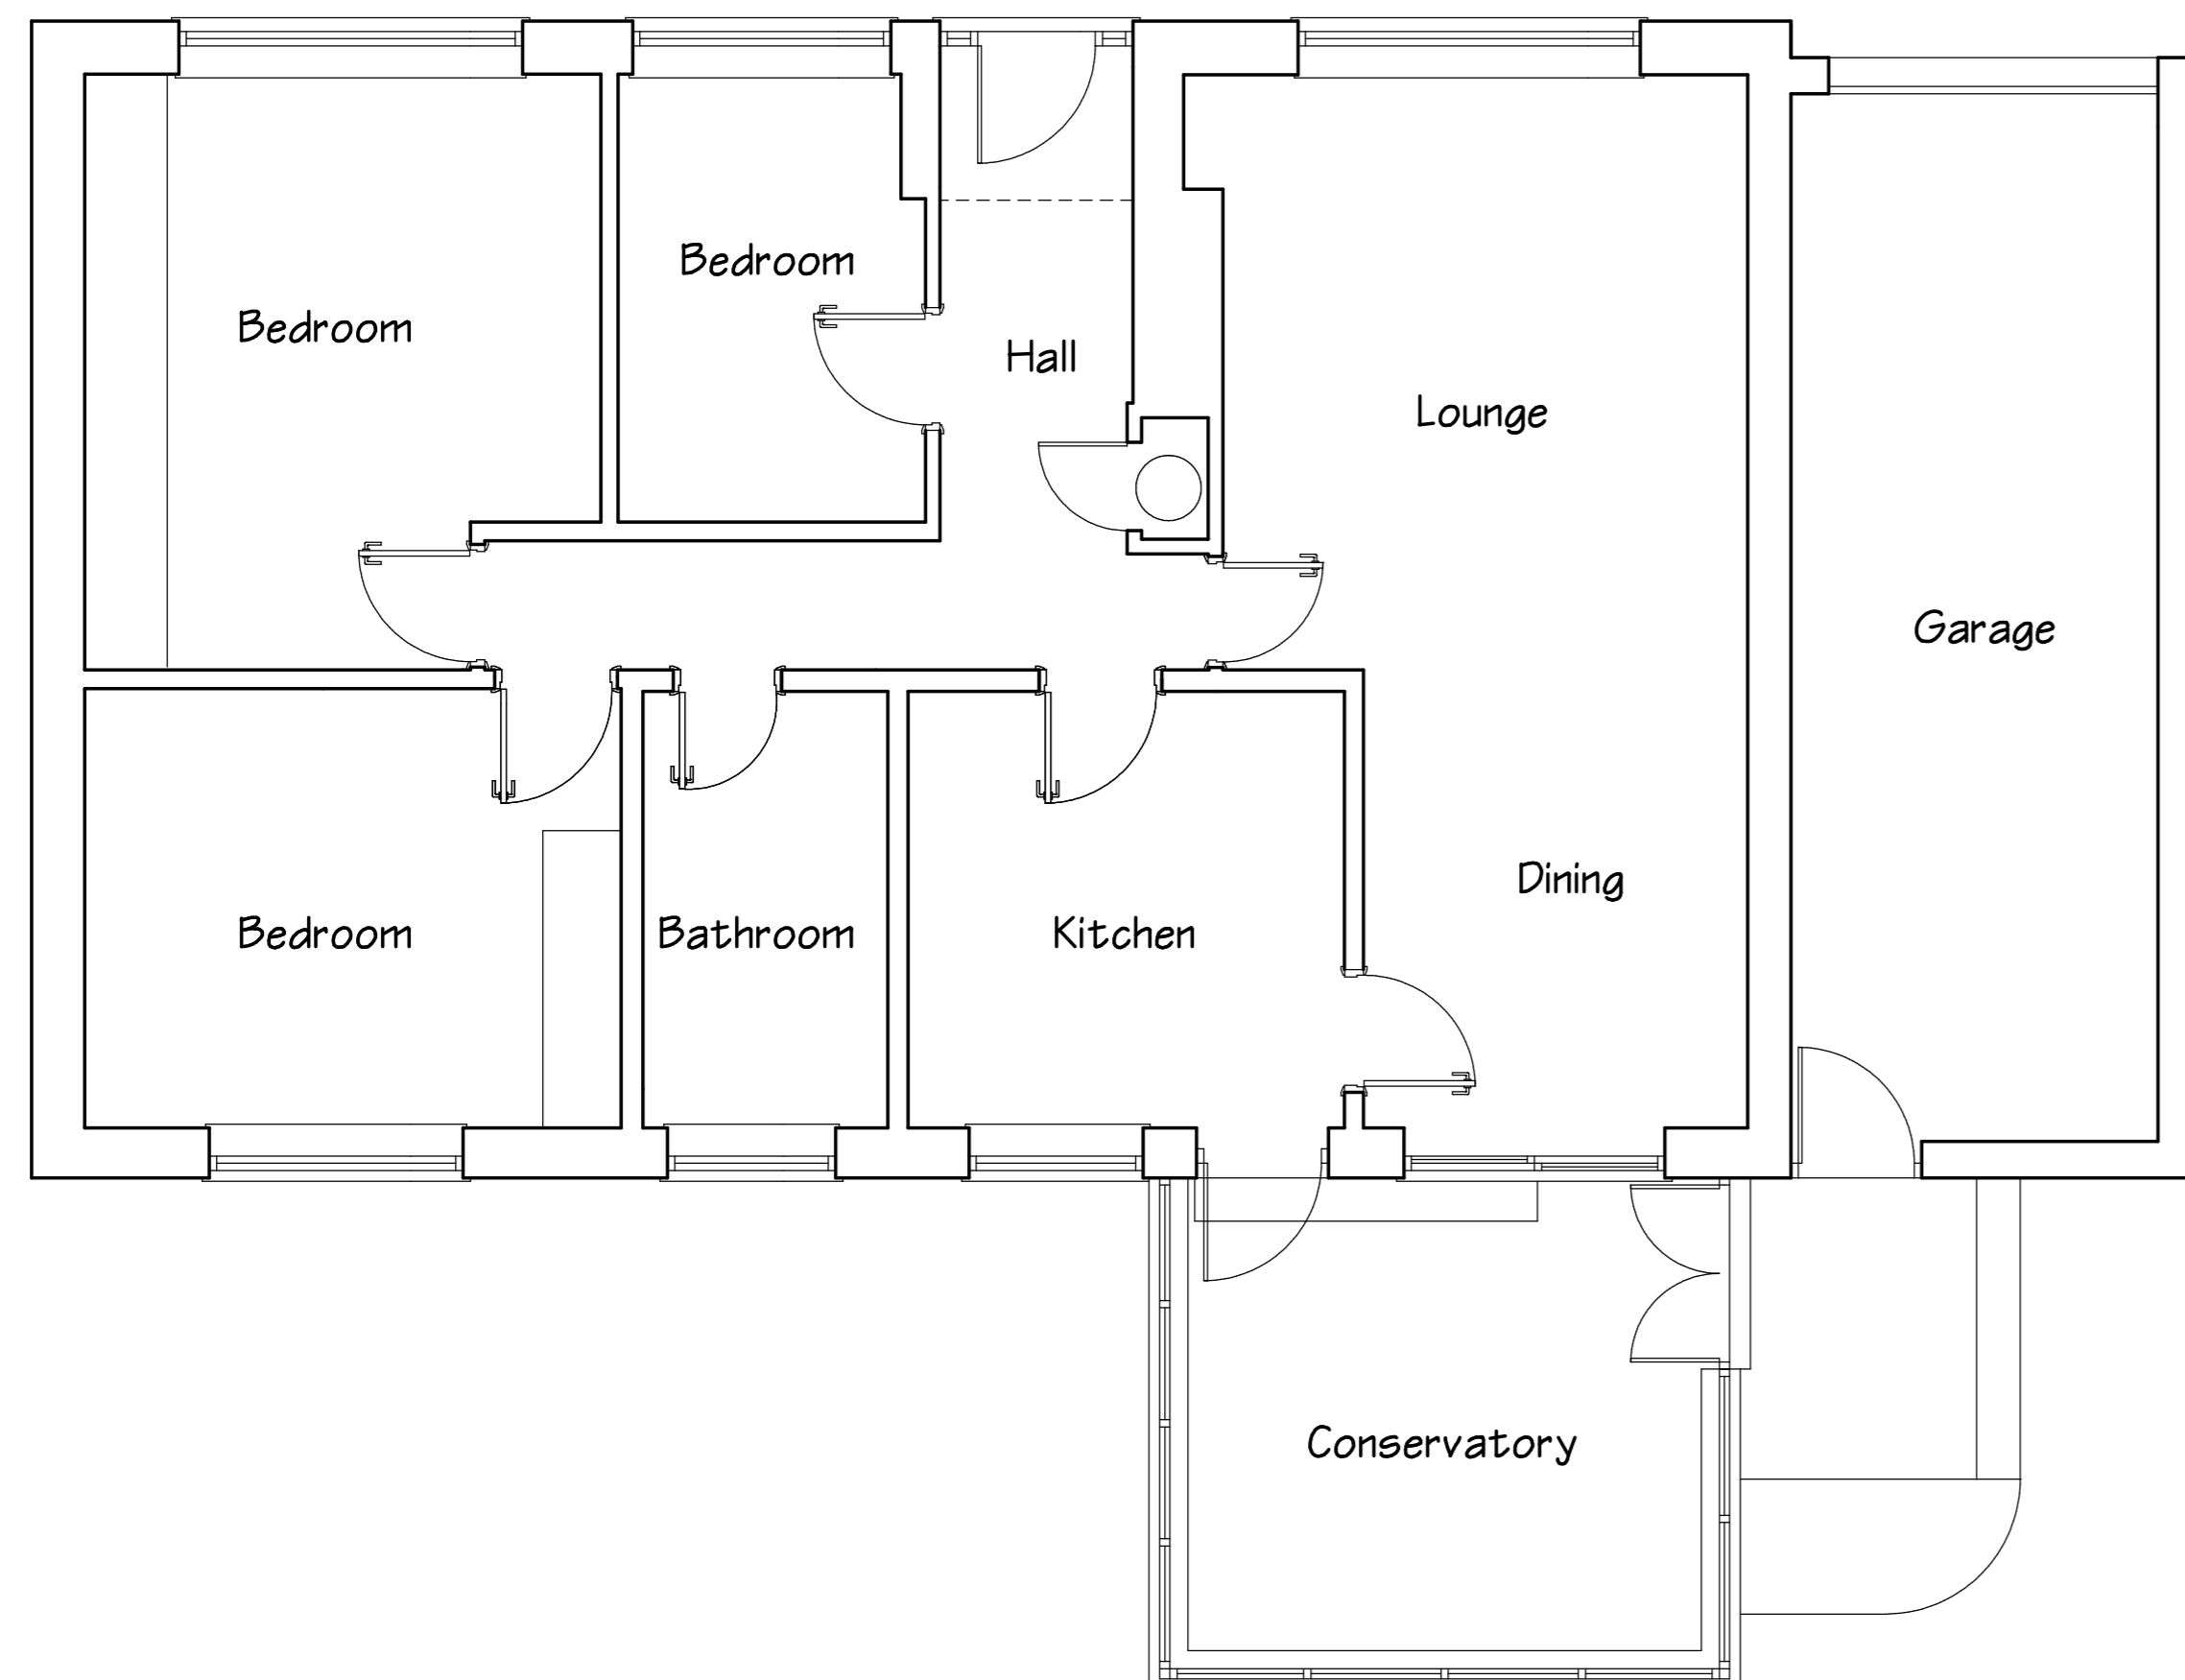 Bedroom
Bedroom
Hall
Lounge
Garage
Bedroom
Bathroom
Kitchen
Dining
Conservatory